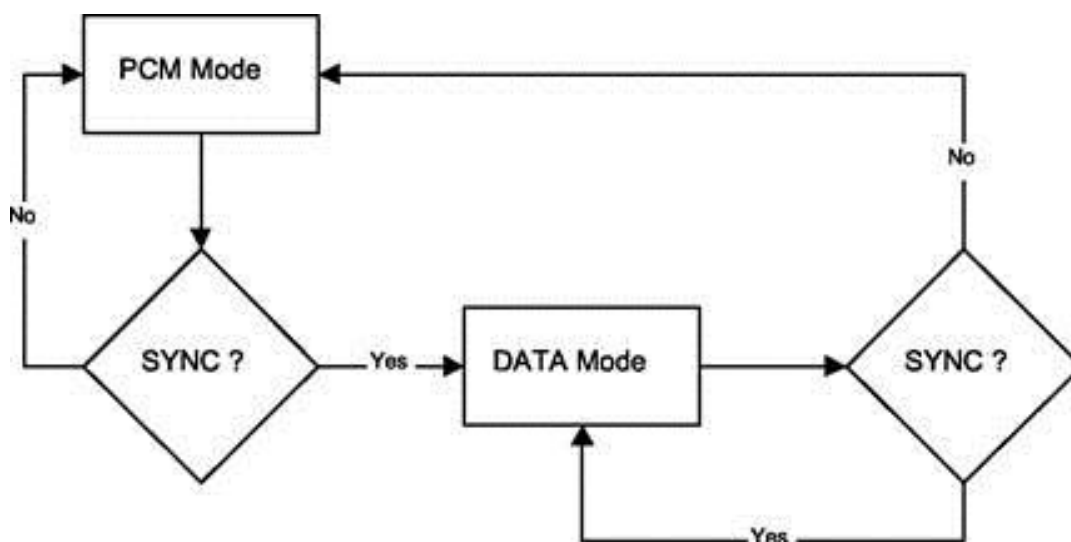 PCM Mode
No
No
SYNC ?
Yes
DATA Mode
SYNC ?
Yes